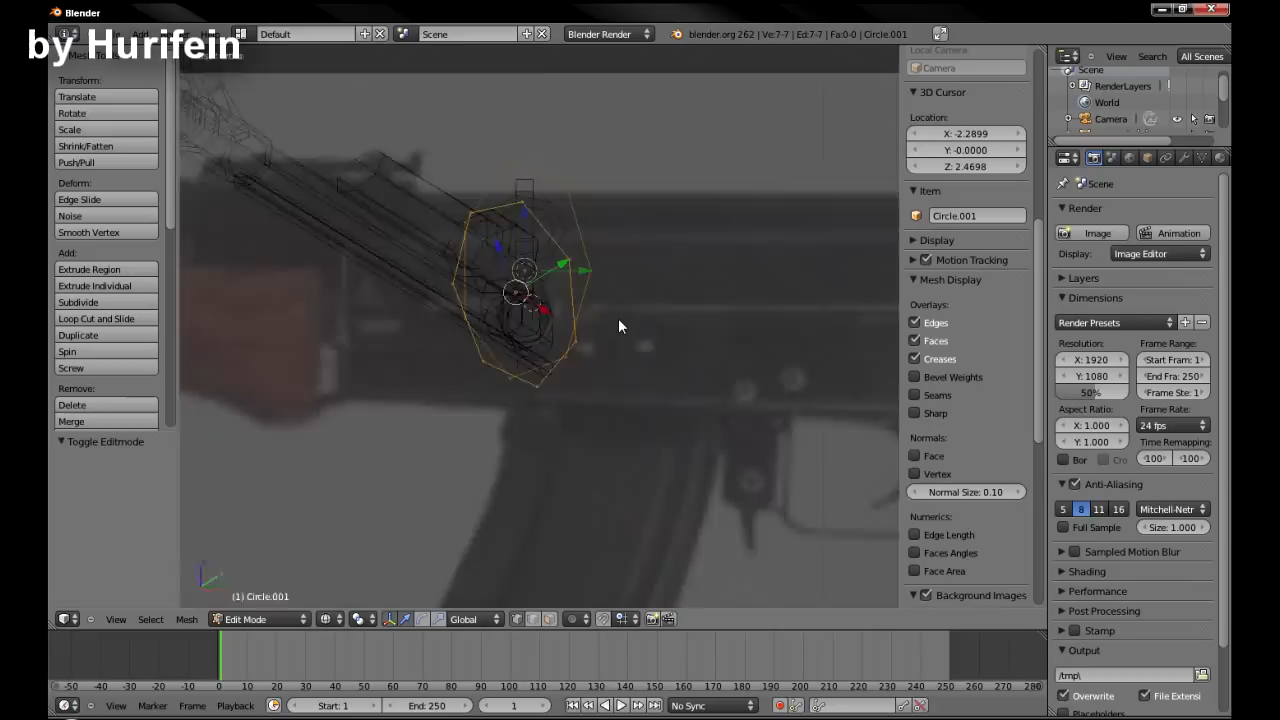 Blender
by Hurifein
Default
Scene
Blender Render
blender.org 262 | Ve:7-7 | Ed:7-7 | Fa:0-0 | Circle.001
Transform:
Translate
Rotate
Scale
Shrink/Fatten
Push/Pull
Deform:
Edge Slide
Noise
Smooth Vertex
Add:
Extrude Region
Extrude Individual
Subdivide
Loop Cut and Slide
Duplicate
Spin
Screw
Remove:
Delete
Merge
Toggle Editmode
(1) Circle.001
View Select Mesh
Edit Mode
Global
Local Camera
Camera
3D Cursor
Location:
X: -2.2899
Y: -0.0000
Z: 2.4698
Item
Circle.001
Display
Motion Tracking
Mesh Display
Overlays:
Edges
Faces
Creases
Bevel Weights
Seams
Sharp
Normals:
Face
Vertex
Normal Size: 0.10
Numerics:
Edge Length
Faces Angles
Face Area
Background Images
View Search All Scenes
Scene
RenderLayers
World
Camera
Scene
Render
Image
Animation
Display:
Image Editor
Layers
Dimensions
Render Presets
Resolution:
Frame Range:
X: 1920
Start Fram: 1
Y: 1080
End Fra: 250
50%
Frame Ste: 1
Aspect Ratio:
Frame Rate:
X: 1.000
24 fps
Y: 1.000
Time Remapping:
Bor
Cro
100
100
Anti-Aliasing
5 8 11 16
Mitchell-Netr
Full Sample
Size: 1.000
Sampled Motion Blur
Shading
Performance
Post Processing
Stamp
Output
/tmp\
Overwrite
File Extensi
-50 -40 -30 -20 -10 0 10 20 30 40 50 60 70 80 90 100 110 120 130 140 150 160 170 180 190 200 210 220 230 240 250 260 270 280
View Marker Frame Playback
Start: 1
End: 250
1
No Sync